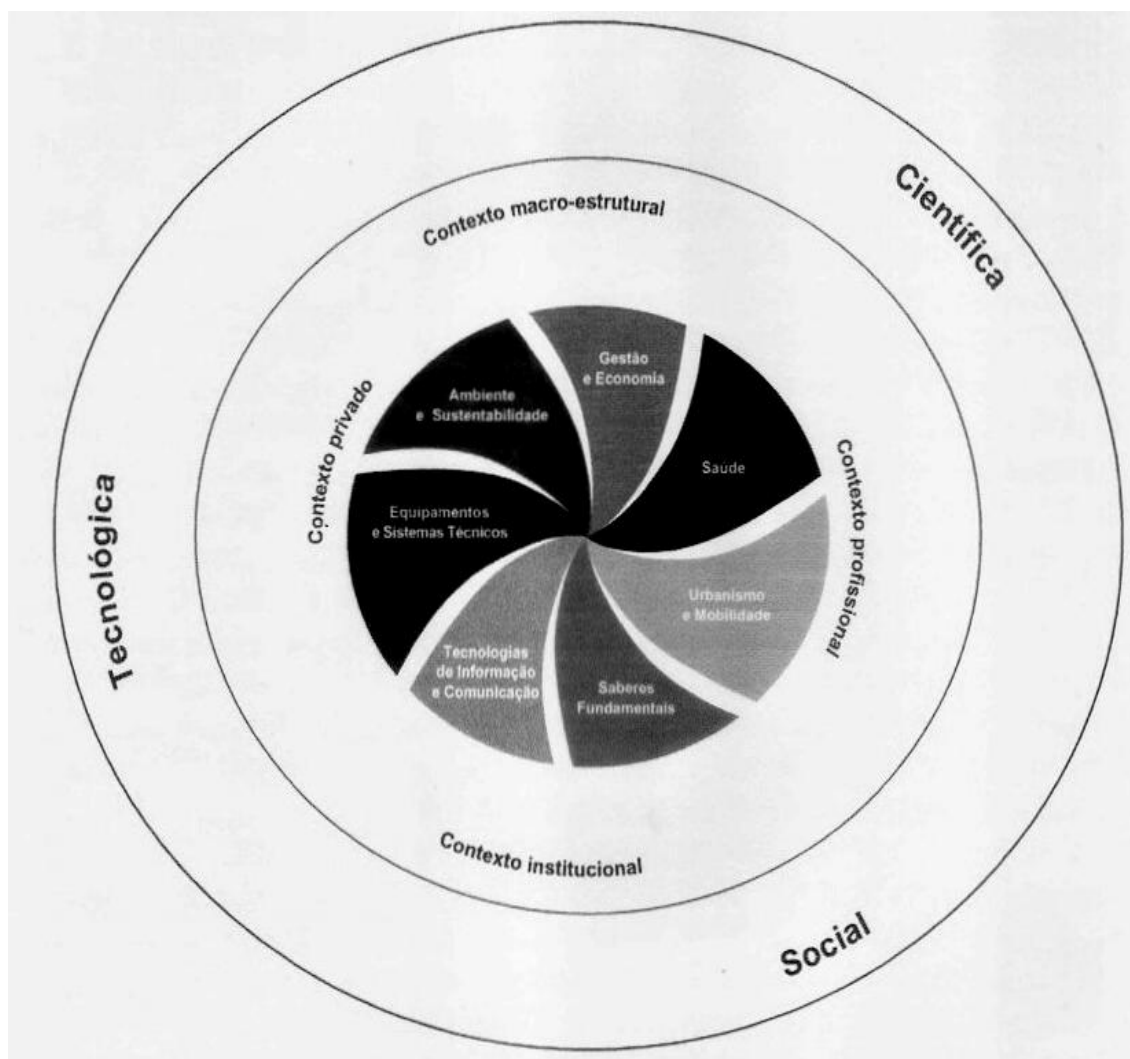 Científica
Contexto macro-estrutural
Gestão
e Economia
Ambiente
e Sustentabilidade
Saúde
Contexto privado
Contexto profissional
Tecnológica
Equipamentos
e Sistemas Técnicos
Urbanismo
e Mobilidade
Tecnologias
de Informação
e Comunicação
Saberes
Fundamentais
Contexto institucional
Social